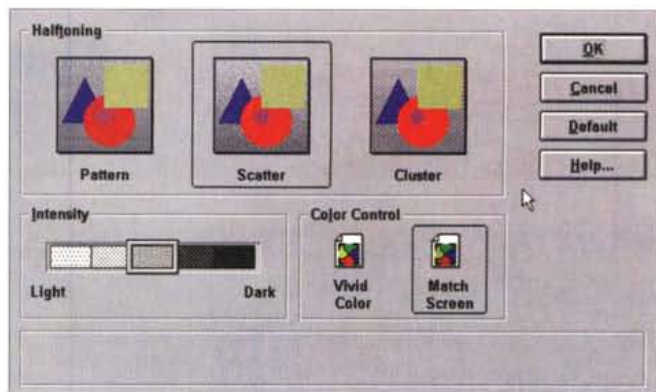 Halftoning
Pattern
Scatter
Cluster
OK
Cancel
Default
Help...
Intensity
Light
Dark
Color Control
Vivid
Color
Match
Screen